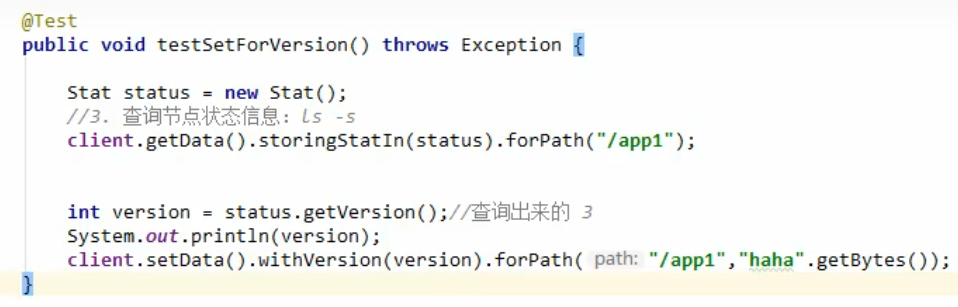 @Test
public void testSetForVersion() throws Exception {
Stat status = new Stat();
//3. 查询节点状态信息：ls -s
client.getData().storingStatIn(status).forPath("/app1");
int version = status.getVersion();//查询出来的 3
System.out.println(version);
client.setData().withVersion(version).forPath( path: "/app1","haha".getBytes());
}